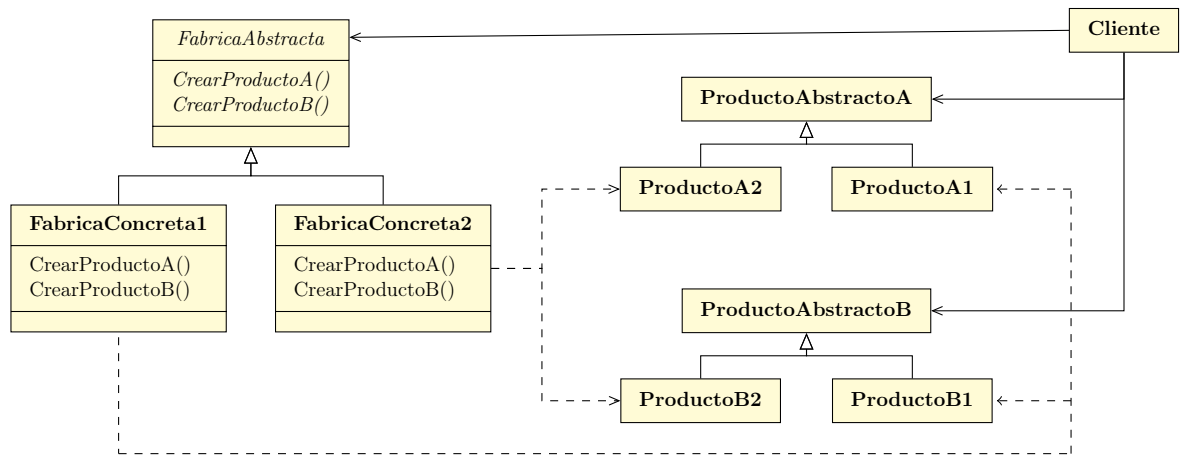 FabricaAbstracta
CrearProductoA()
CrearProductoB()
Cliente
ProductoAbstractoA
ProductoA2
ProductoA1
FabricaConcreta1
CrearProductoA()
CrearProductoB()
FabricaConcreta2
CrearProductoA()
CrearProductoB()
ProductoAbstractoB
ProductoB2
ProductoB1